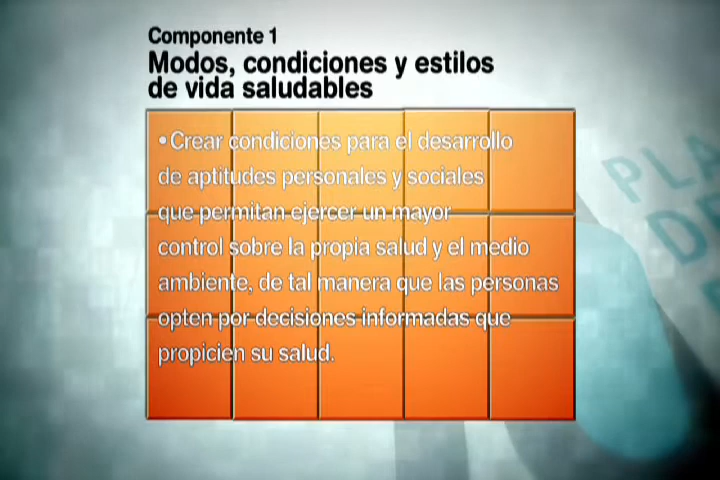 Componente 1
Modos, condiciones y estilos
de vida saludables
•Crear condiciones para el desarrollo
de aptitudes personales y sociales
que permitan ejercer un mayor
control sobre la propia salud y el medio
ambiente, de tal manera que las personas
opten por decisiones informadas que
propicien su salud.
PLA
DE